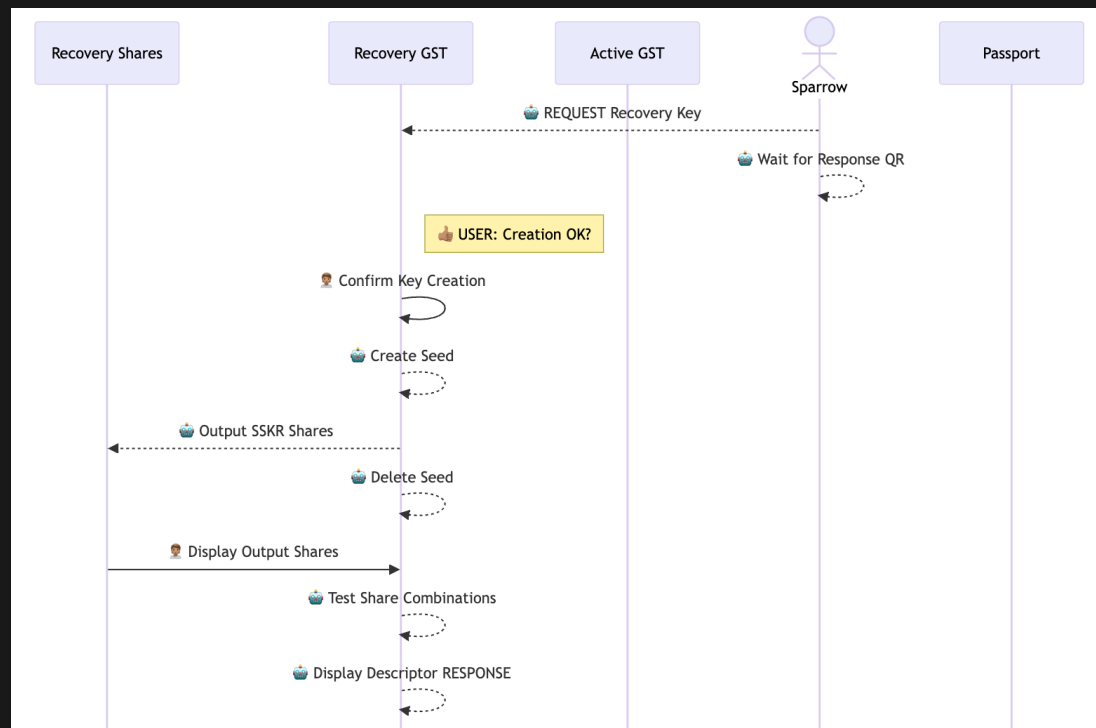 Recovery Shares
Recovery GST
Active GST
Sparrow
Passport
🤖 REQUEST Recovery Key
🤖 Wait for Response QR
👍🏽 USER: Creation OK?
👨🏽‍💼 Confirm Key Creation
🤖 Create Seed
🤖 Output SSKR Shares
🤖 Delete Seed
👨🏽‍💼 Display Output Shares
🤖 Test Share Combinations
🤖 Display Descriptor RESPONSE